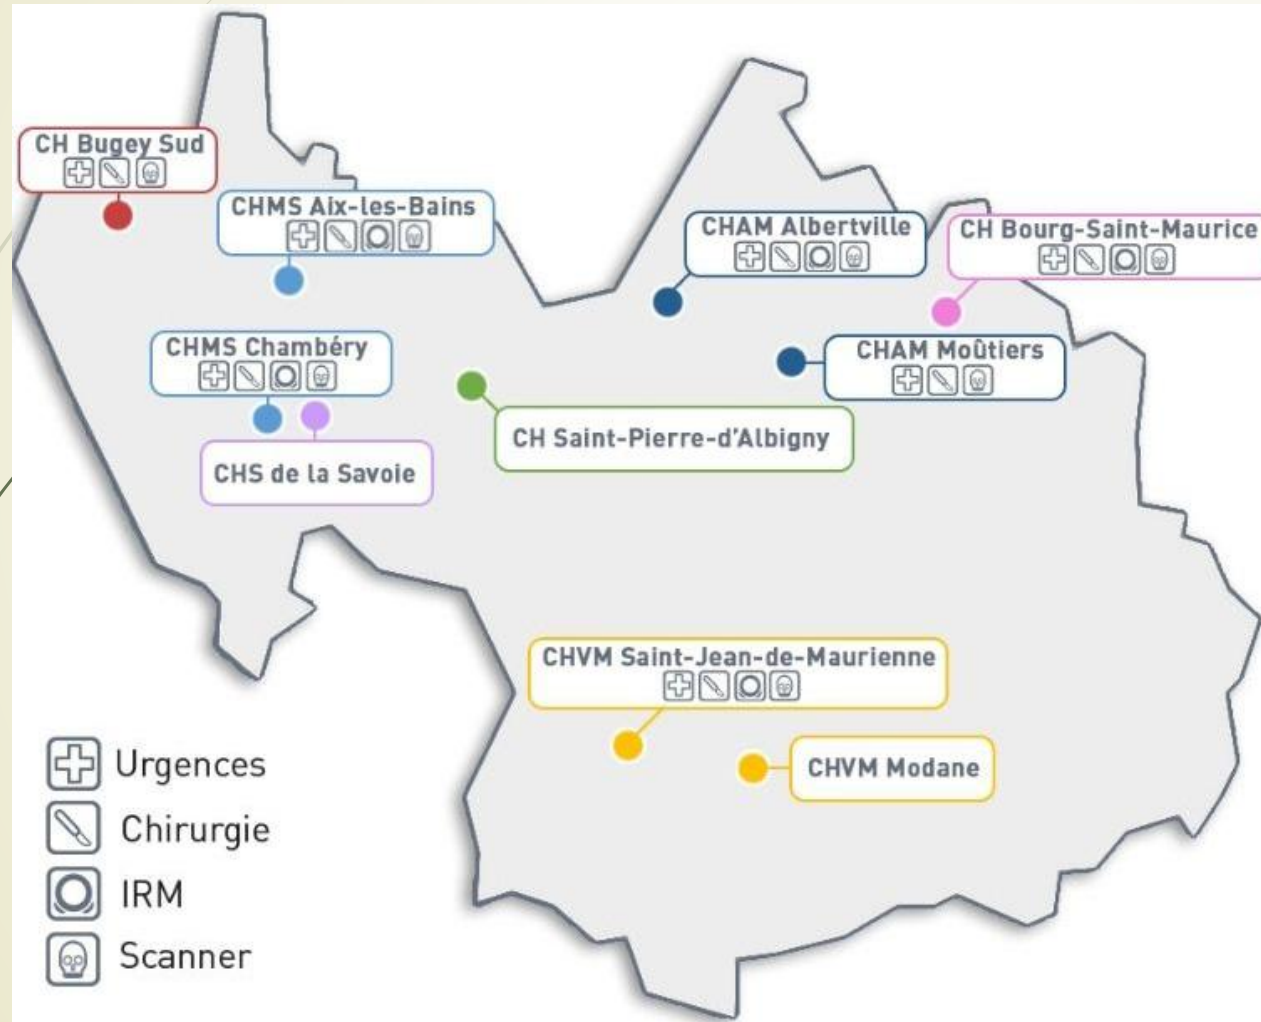 CH Bugey Sud
CHMS Aix-les-Bains
CHAM Albertville
CH Bourg-Saint-Maurice
CHMS Chambéry
CHAM Moûtiers
CH Saint-Pierre-d'Albigny
CHS de la Savoie
CHVM Saint-Jean-de-Maurienne
CHVM Modane
Urgences
Chirurgie
IRM
Scanner